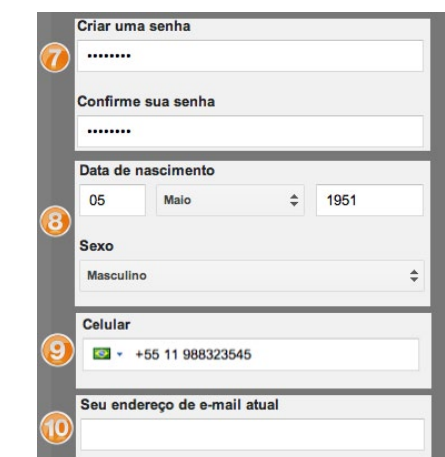 Criar uma senha
7
••••••••
Confirme sua senha
••••••••
Data de nascimento
05 Maio 1951
8
Sexo
Masculino
Celular
9 +55 11 988323545
Seu endereço de e-mail atual
10